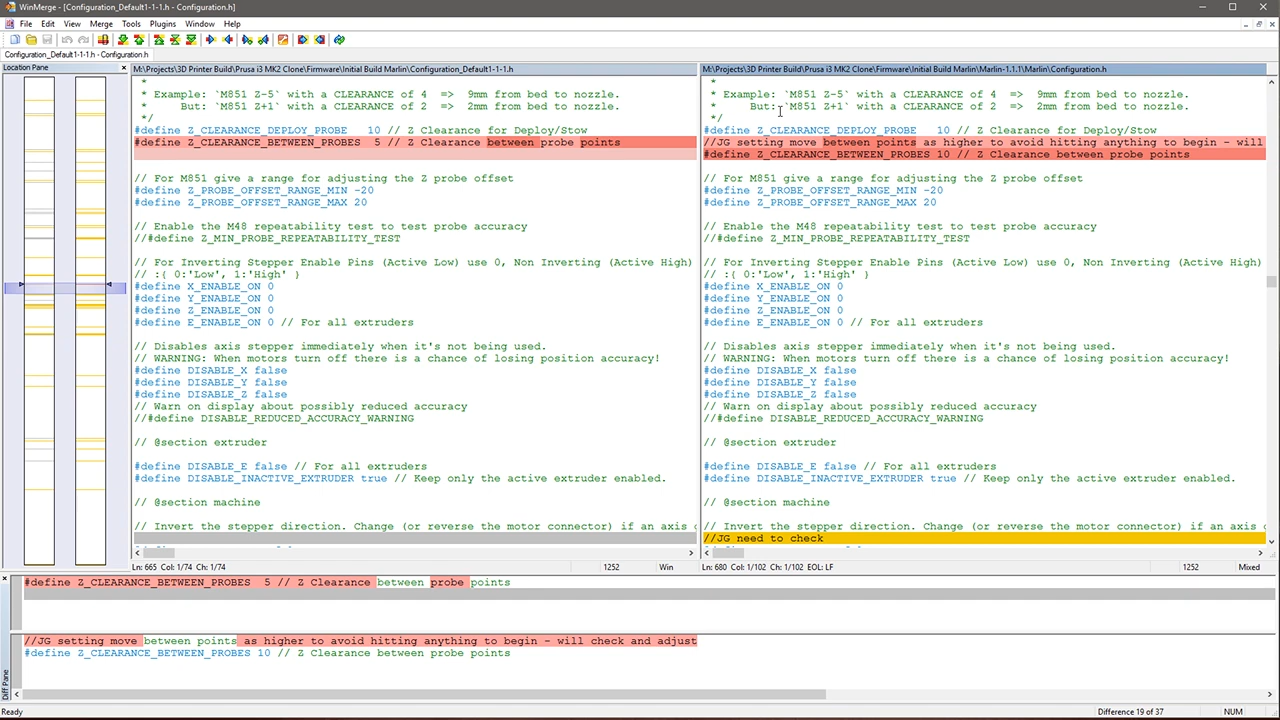 WinMerge - [Configuration_Default1-1-1.h - Configuration.h]
File Edit View Merge Tools Plugins Window Help
Configuration_Default1-1-1.h - Configuration.h
Location Pane
M:\Projects\3D Printer Build\Prusa i3 MK2 Clone\Firmware\Initial Build Marlin\Configuration_Default1-1-1.h
*
* Example: `M851 Z-5` with a CLEARANCE of 4 => 9mm from bed to nozzle.
* But: `M851 Z+1` with a CLEARANCE of 2 => 2mm from bed to nozzle.
*/
#define Z_CLEARANCE_DEPLOY_PROBE 10 // Z Clearance for Deploy/Stow
#define Z_CLEARANCE_BETWEEN_PROBES 5 // Z Clearance between probe points
// For M851 give a range for adjusting the Z probe offset
#define Z_PROBE_OFFSET_RANGE_MIN -20
#define Z_PROBE_OFFSET_RANGE_MAX 20
// Enable the M48 repeatability test to test probe accuracy
//#define Z_MIN_PROBE_REPEATABILITY_TEST
// For Inverting Stepper Enable Pins (Active Low) use 0, Non Inverting (Active High)
// :{ 0:'Low', 1:'High' }
#define X_ENABLE_ON 0
#define Y_ENABLE_ON 0
#define Z_ENABLE_ON 0
#define E_ENABLE_ON 0 // For all extruders
// Disables axis stepper immediately when it's not being used.
// WARNING: When motors turn off there is a chance of losing position accuracy!
#define DISABLE_X false
#define DISABLE_Y false
#define DISABLE_Z false
// Warn on display about possibly reduced accuracy
//#define DISABLE_REDUCED_ACCURACY_WARNING
// @section extruder
#define DISABLE_E false // For all extruders
#define DISABLE_INACTIVE_EXTRUDER true // Keep only the active extruder enabled.
// @section machine
// Invert the stepper direction. Change (or reverse the motor connector) if an axis
Ln: 665 Col: 1/74 Ch: 1/74 1252 Win
M:\Projects\3D Printer Build\Prusa i3 MK2 Clone\Firmware\Initial Build Marlin\Marlin-1.1.1\Marlin\Configuration.h
*
* Example: `M851 Z-5` with a CLEARANCE of 4 => 9mm from bed to nozzle.
* But: `M851 Z+1` with a CLEARANCE of 2 => 2mm from bed to nozzle.
*/
#define Z_CLEARANCE_DEPLOY_PROBE 10 // Z Clearance for Deploy/Stow
//JG setting move between points as higher to avoid hitting anything to begin - will
#define Z_CLEARANCE_BETWEEN_PROBES 10 // Z Clearance between probe points
// For M851 give a range for adjusting the Z probe offset
#define Z_PROBE_OFFSET_RANGE_MIN -20
#define Z_PROBE_OFFSET_RANGE_MAX 20
// Enable the M48 repeatability test to test probe accuracy
//#define Z_MIN_PROBE_REPEATABILITY_TEST
// For Inverting Stepper Enable Pins (Active Low) use 0, Non Inverting (Active High)
// :{ 0:'Low', 1:'High' }
#define X_ENABLE_ON 0
#define Y_ENABLE_ON 0
#define Z_ENABLE_ON 0
#define E_ENABLE_ON 0 // For all extruders
// Disables axis stepper immediately when it's not being used.
// WARNING: When motors turn off there is a chance of losing position accuracy!
#define DISABLE_X false
#define DISABLE_Y false
#define DISABLE_Z false
// Warn on display about possibly reduced accuracy
//#define DISABLE_REDUCED_ACCURACY_WARNING
// @section extruder
#define DISABLE_E false // For all extruders
#define DISABLE_INACTIVE_EXTRUDER true // Keep only the active extruder enabled.
// @section machine
// Invert the stepper direction. Change (or reverse the motor connector) if an axis
//JG need to check
Ln: 680 Col: 1/102 Ch: 1/102 EOL: LF 1252 Mixed
Diff Pane
#define Z_CLEARANCE_BETWEEN_PROBES 5 // Z Clearance between probe points
//JG setting move between points as higher to avoid hitting anything to begin - will check and adjust
#define Z_CLEARANCE_BETWEEN_PROBES 10 // Z Clearance between probe points
Ready Difference 19 of 37 NUM